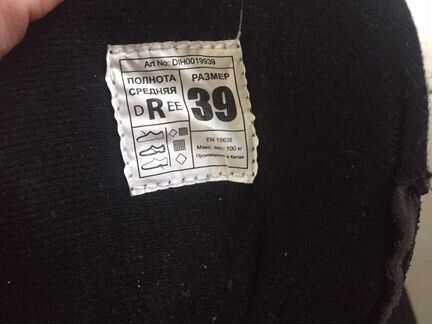 Art No: DIH0019939
ПОЛНОТА
СРЕДНЯЯ
D R EE
РАЗМЕР
39
EN 15638
Макс. вес: 100 кг
Произведено в Китае